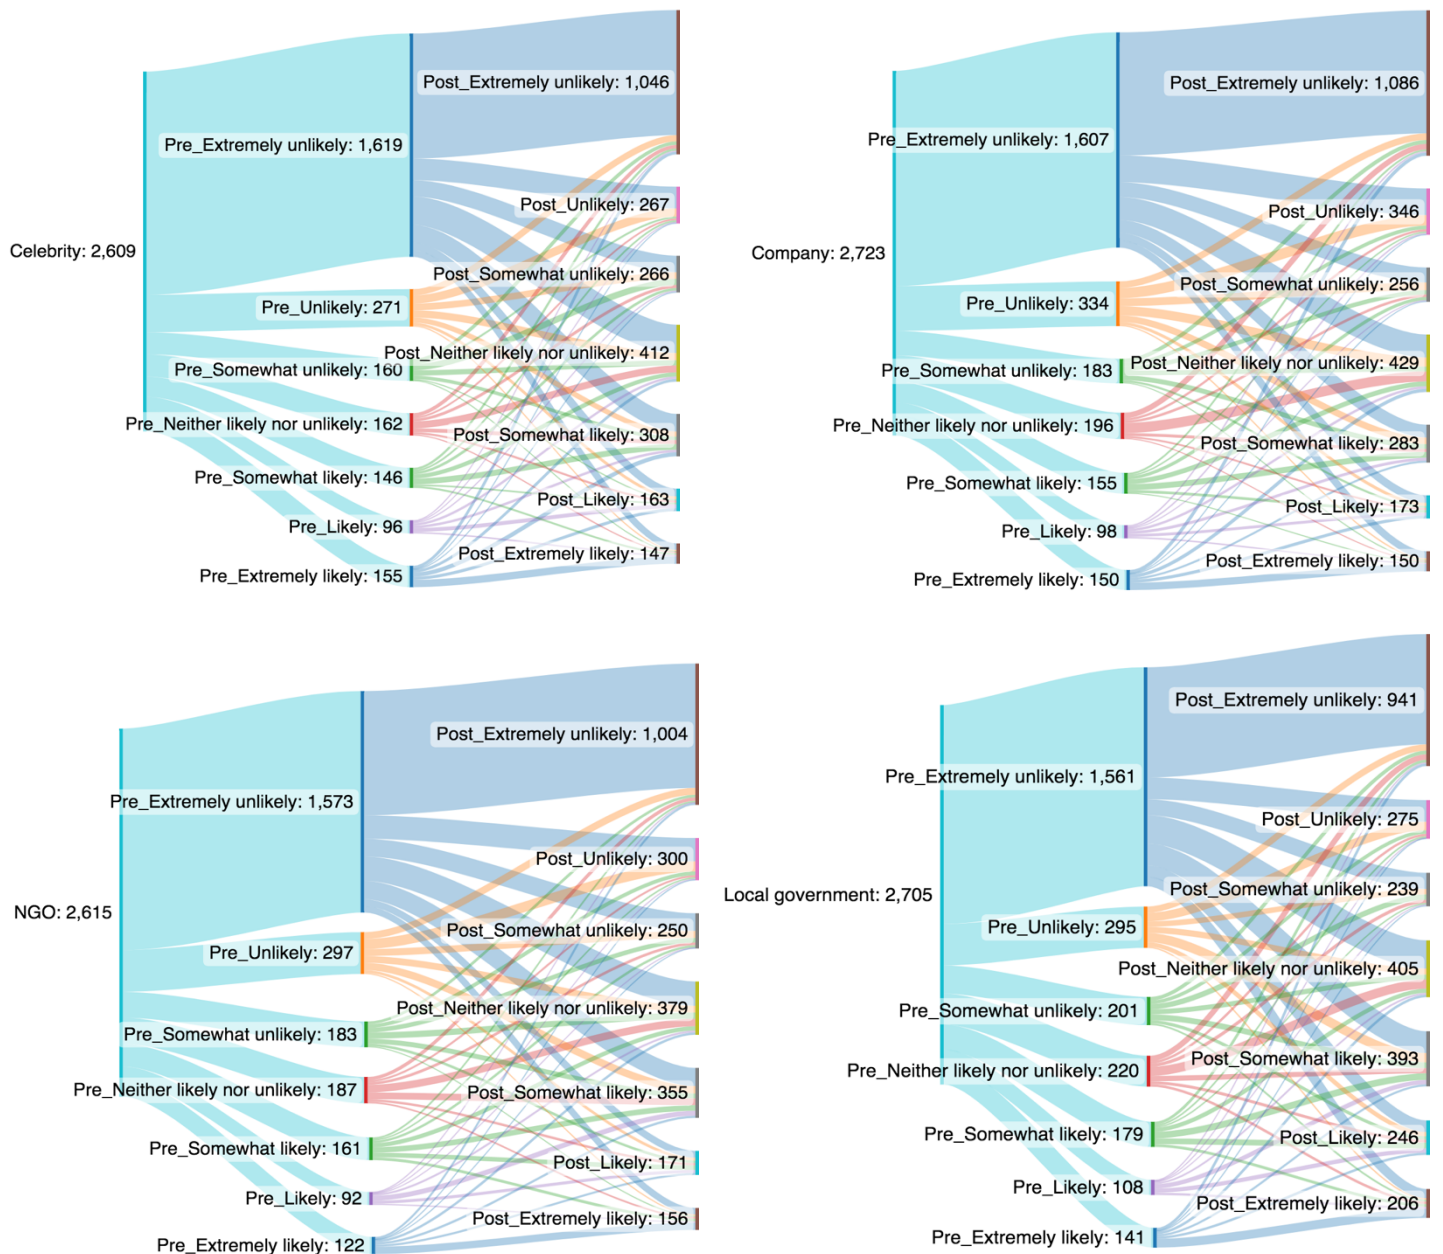 Celebrity: 2,609
Pre_Extremely unlikely: 1,619
Pre_Unlikely: 271
Pre_Somewhat unlikely: 160
Pre_Neither likely nor unlikely: 162
Pre_Somewhat likely: 146
Pre_Likely: 96
Pre_Extremely likely: 155
Post_Extremely unlikely: 1,046
Post_Unlikely: 267
Post_Somewhat unlikely: 266
Post_Neither likely nor unlikely: 412
Post_Somewhat likely: 308
Post_Likely: 163
Post_Extremely likely: 147
Company: 2,723
Pre_Extremely unlikely: 1,607
Pre_Unlikely: 334
Pre_Somewhat unlikely: 183
Pre_Neither likely nor unlikely: 196
Pre_Somewhat likely: 155
Pre_Likely: 98
Pre_Extremely likely: 150
Post_Extremely unlikely: 1,086
Post_Unlikely: 346
Post_Somewhat unlikely: 256
Post_Neither likely nor unlikely: 429
Post_Somewhat likely: 283
Post_Likely: 173
Post_Extremely likely: 150
NGO: 2,615
Pre_Extremely unlikely: 1,573
Pre_Unlikely: 297
Pre_Somewhat unlikely: 183
Pre_Neither likely nor unlikely: 187
Pre_Somewhat likely: 161
Pre_Likely: 92
Pre_Extremely likely: 122
Post_Extremely unlikely: 1,004
Post_Unlikely: 300
Post_Somewhat unlikely: 250
Post_Neither likely nor unlikely: 379
Post_Somewhat likely: 355
Post_Likely: 171
Post_Extremely likely: 156
Local government: 2,705
Pre_Extremely unlikely: 1,561
Pre_Unlikely: 295
Pre_Somewhat unlikely: 201
Pre_Neither likely nor unlikely: 220
Pre_Somewhat likely: 179
Pre_Likely: 108
Pre_Extremely likely: 141
Post_Extremely unlikely: 941
Post_Unlikely: 275
Post_Somewhat unlikely: 239
Post_Neither likely nor unlikely: 405
Post_Somewhat likely: 393
Post_Likely: 246
Post_Extremely likely: 206